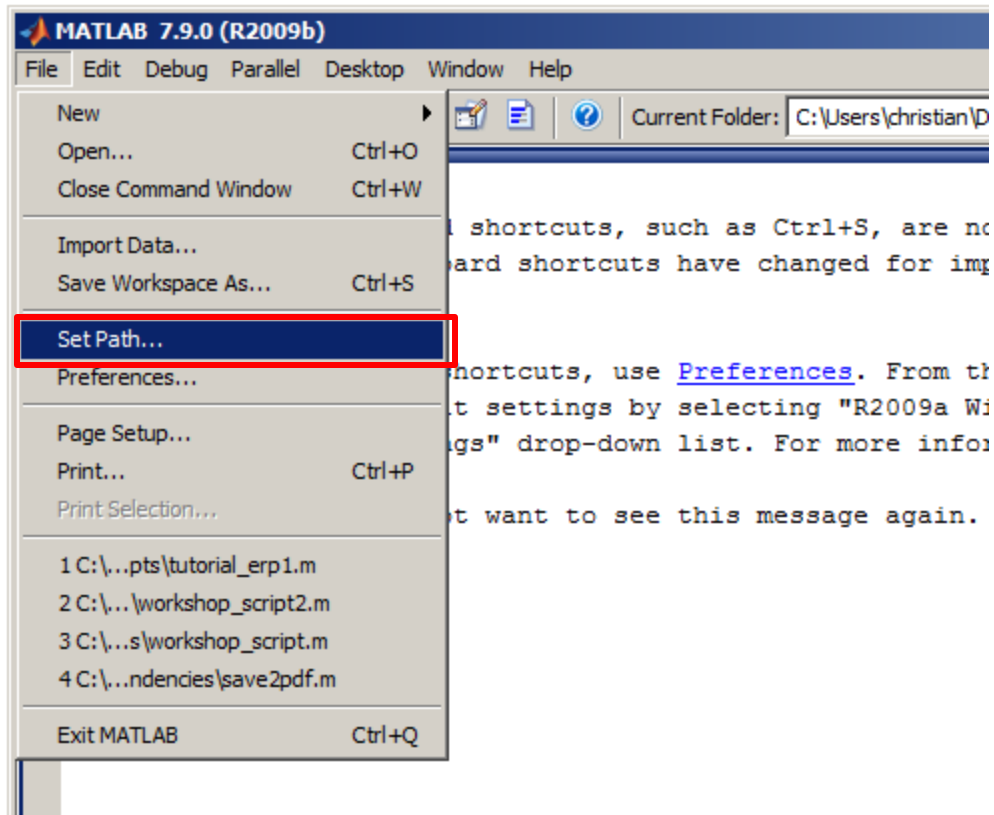 MATLAB 7.9.0 (R2009b)
File Edit Debug Parallel Desktop Window Help
Current Folder: C:\Users\christian\D
New
Open... Ctrl+O
Close Command Window Ctrl+W
Import Data...
Save Workspace As... Ctrl+S
Set Path...
Preferences...
Page Setup...
Print... Ctrl+P
Print Selection...
1 C:\...pts\tutorial_erp1.m
2 C:\...\workshop_script2.m
3 C:\...s\workshop_script.m
4 C:\...ndencies\save2pdf.m
Exit MATLAB Ctrl+Q
shortcuts, such as Ctrl+S, are no
ard shortcuts have changed for imp
hortcuts, use Preferences. From th
t settings by selecting "R2009a Wi
gs" drop-down list. For more infor
t want to see this message again.